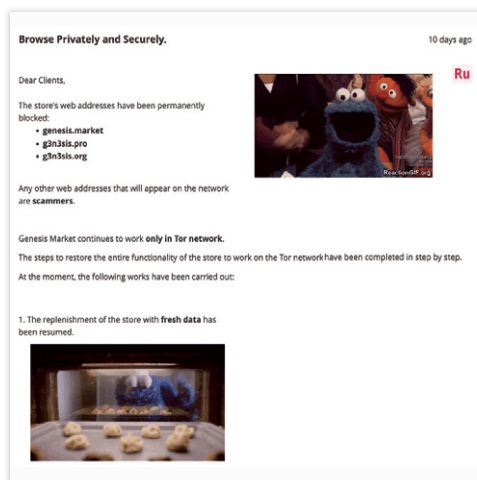 Browse Privately and Securely.
10 days ago
Ru
Dear Clients,
The store's web addresses have been permanently
blocked:
• genesis.market
• g3n3sis.pro
• g3n3sis.org
ReactionGIF.org
Any other web addresses that will appear on the network
are scammers.
Genesis Market continues to work only in Tor network.
The steps to restore the entire functionality of the store to work on the Tor network have been completed in step by step.
At the moment, the following works have been carried out:
1. The replenishment of the store with fresh data has
been resumed.